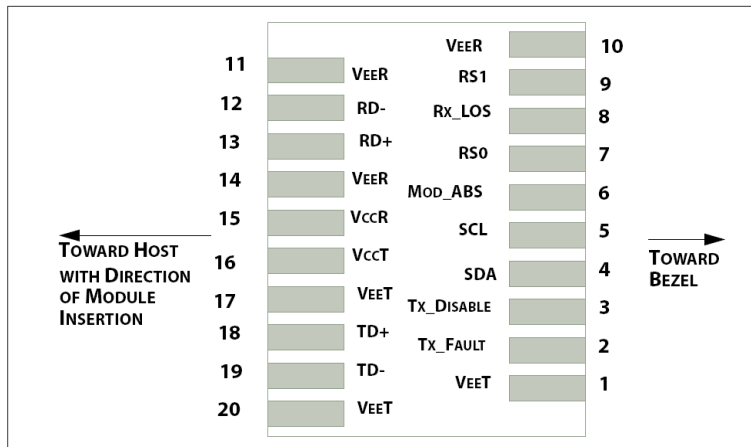 11 VEER
12 RD-
13 RD+
14 VEER
15 VCCR
16 VCCT
17 VEET
18 TD+
19 TD-
20 VEET
VEER 10
RS1 9
RX_LOS 8
RS0 7
MOD_ABS 6
SCL 5
SDA 4
TX_DISABLE 3
TX_FAULT 2
VEET 1
TOWARD HOST
WITH DIRECTION
OF MODULE
INSERTION
TOWARD
BEZEL